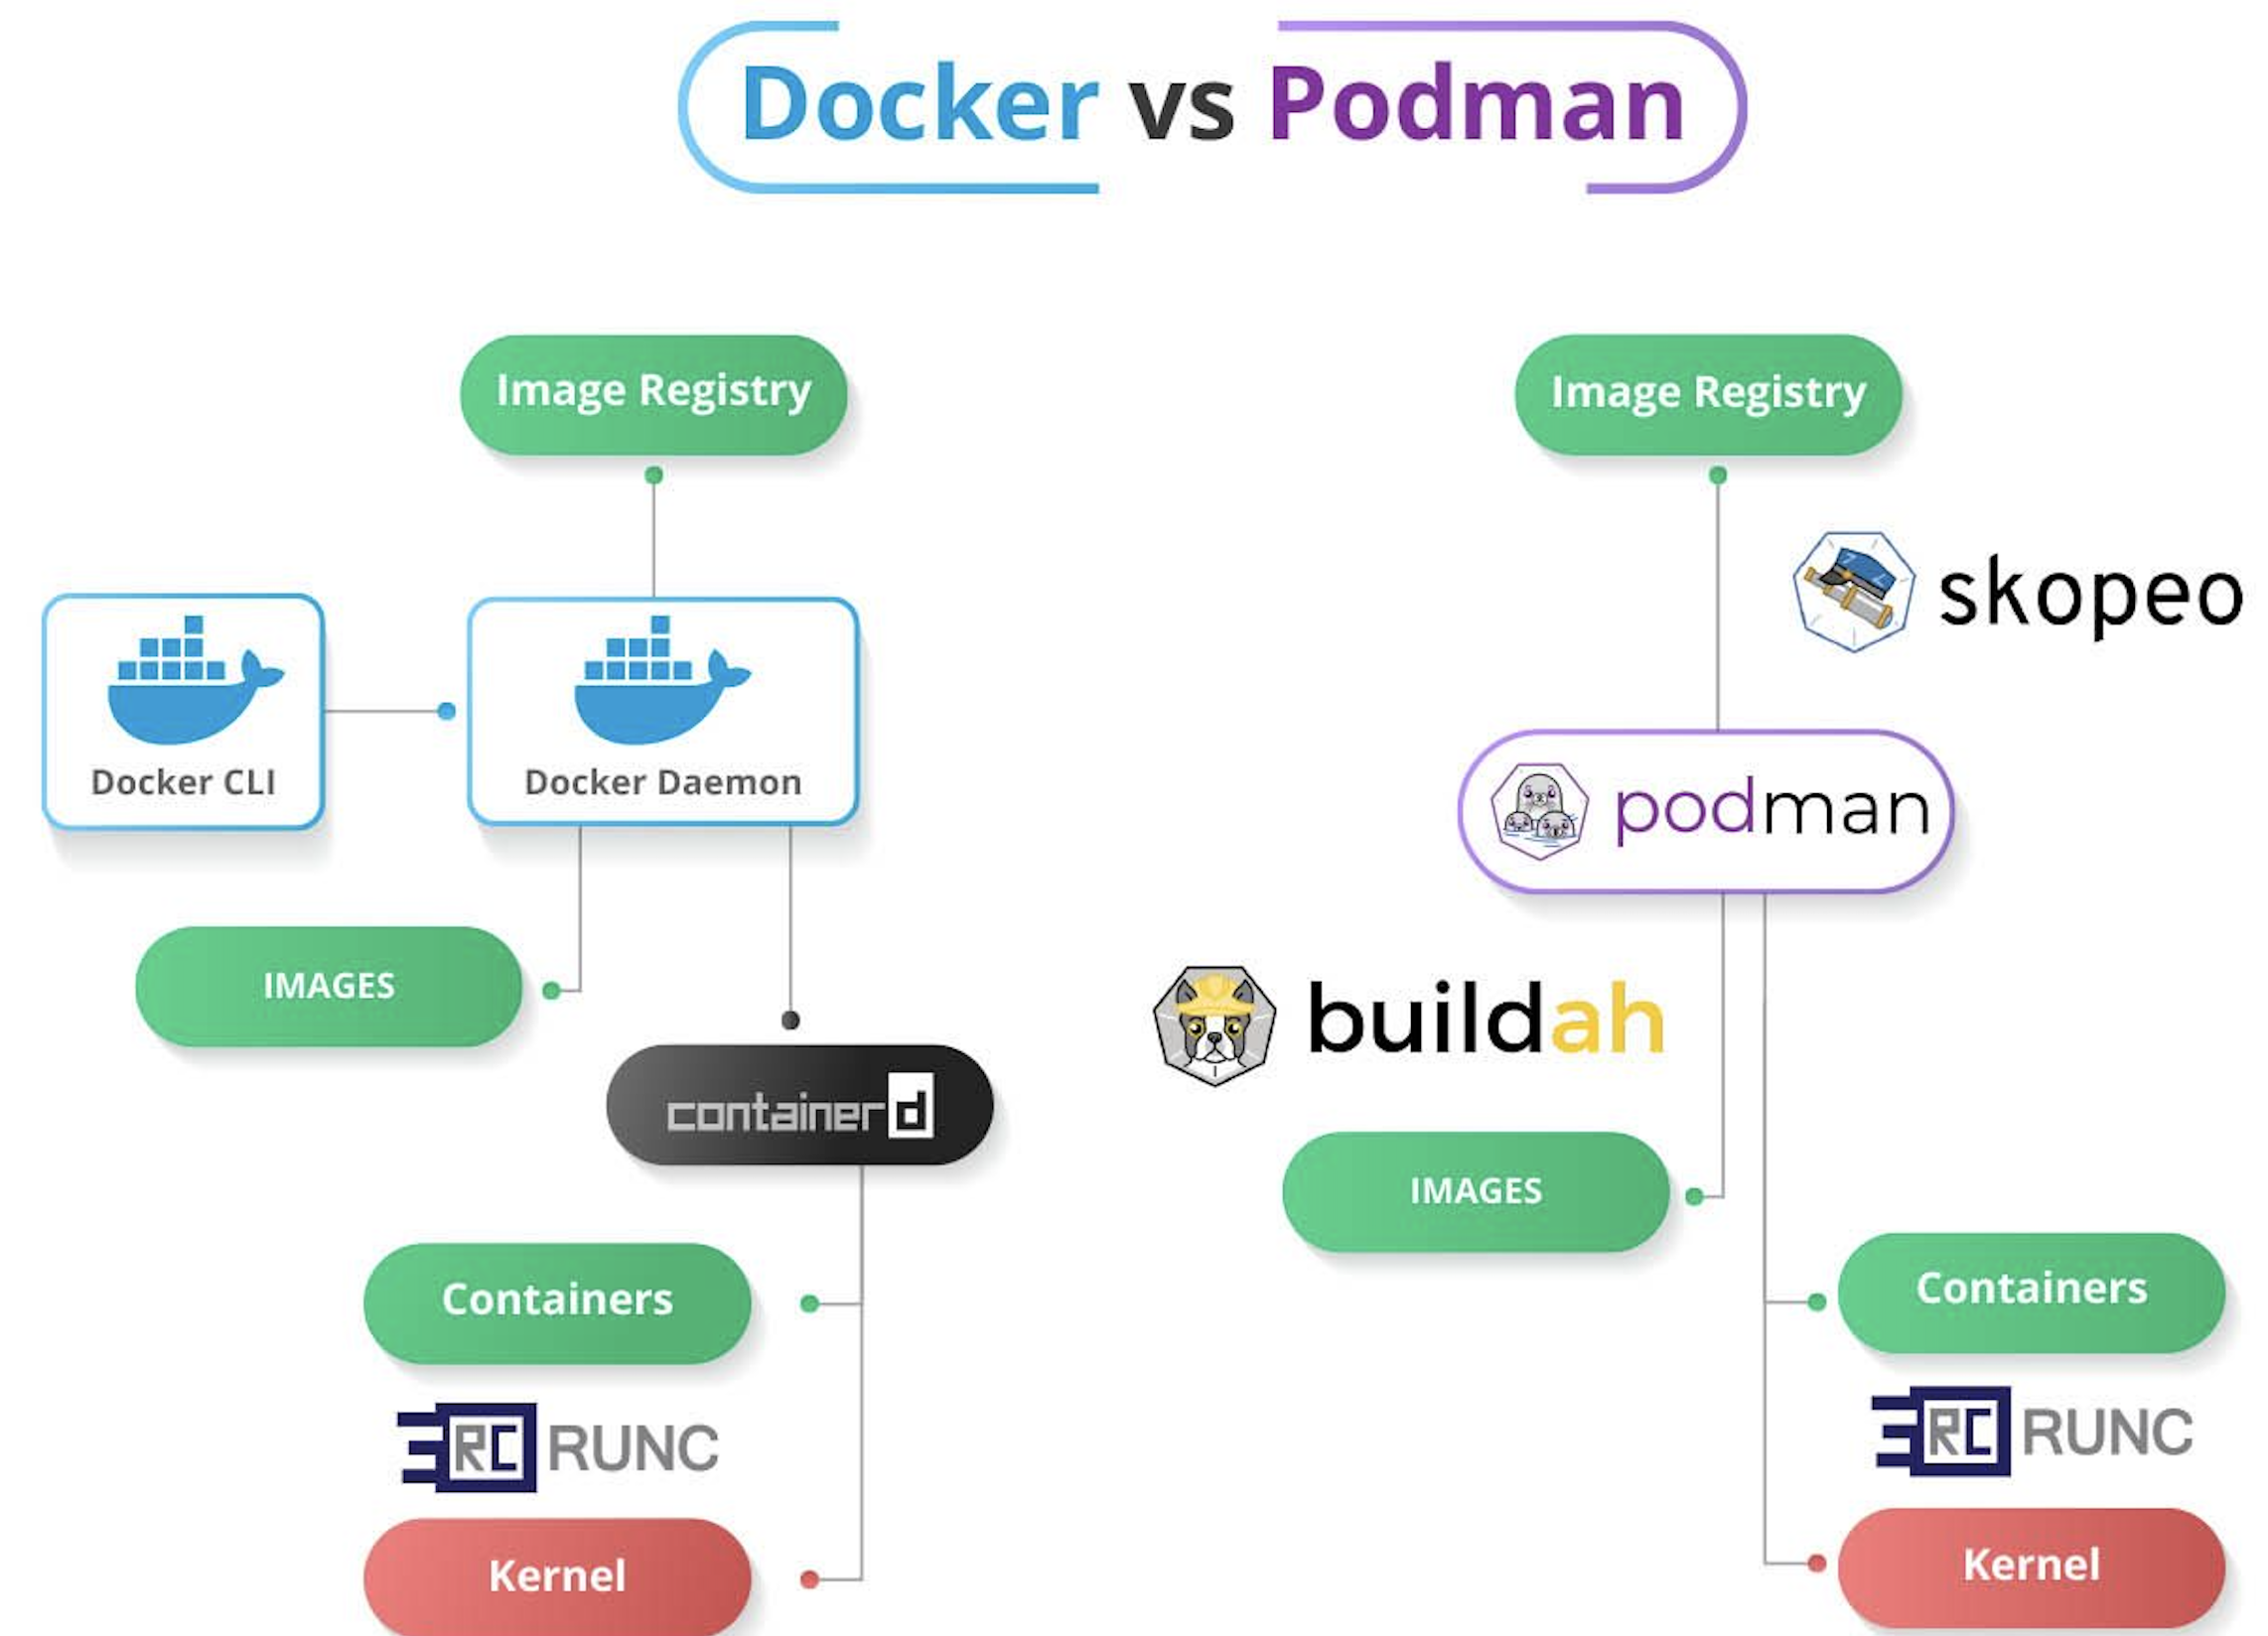 Docker vs Podman
Image Registry
Docker CLI
Docker Daemon
IMAGES
containerd
Containers
RC RUNC
Kernel
Image Registry
skopeo
podman
buildah
IMAGES
Containers
RC RUNC
Kernel